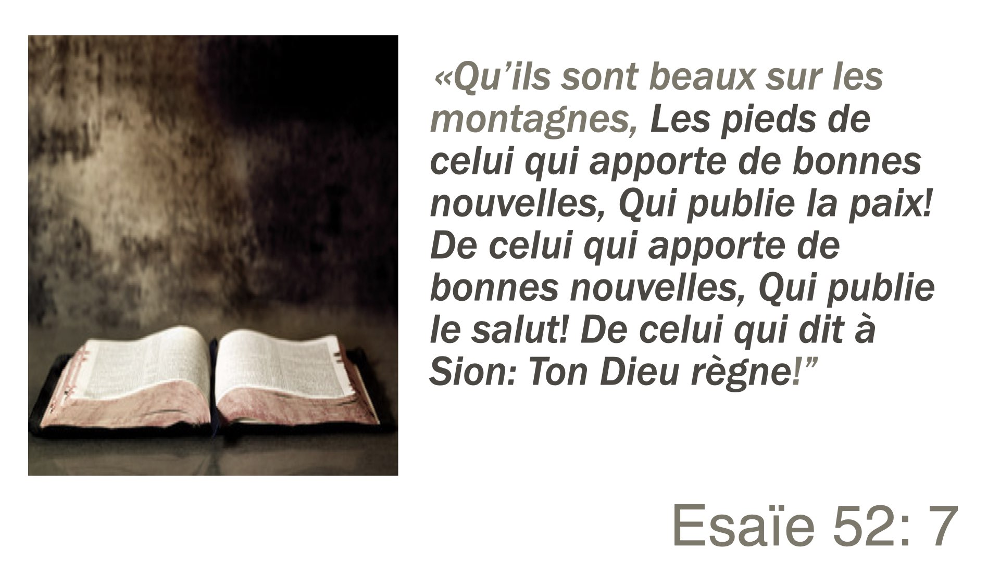 «Qu’ils sont beaux sur les
montagnes, Les pieds de
celui qui apporte de bonnes
nouvelles, Qui publie la paix!
De celui qui apporte de
bonnes nouvelles, Qui publie
le salut! De celui qui dit à
Sion: Ton Dieu règne!”
Esaïe 52: 7